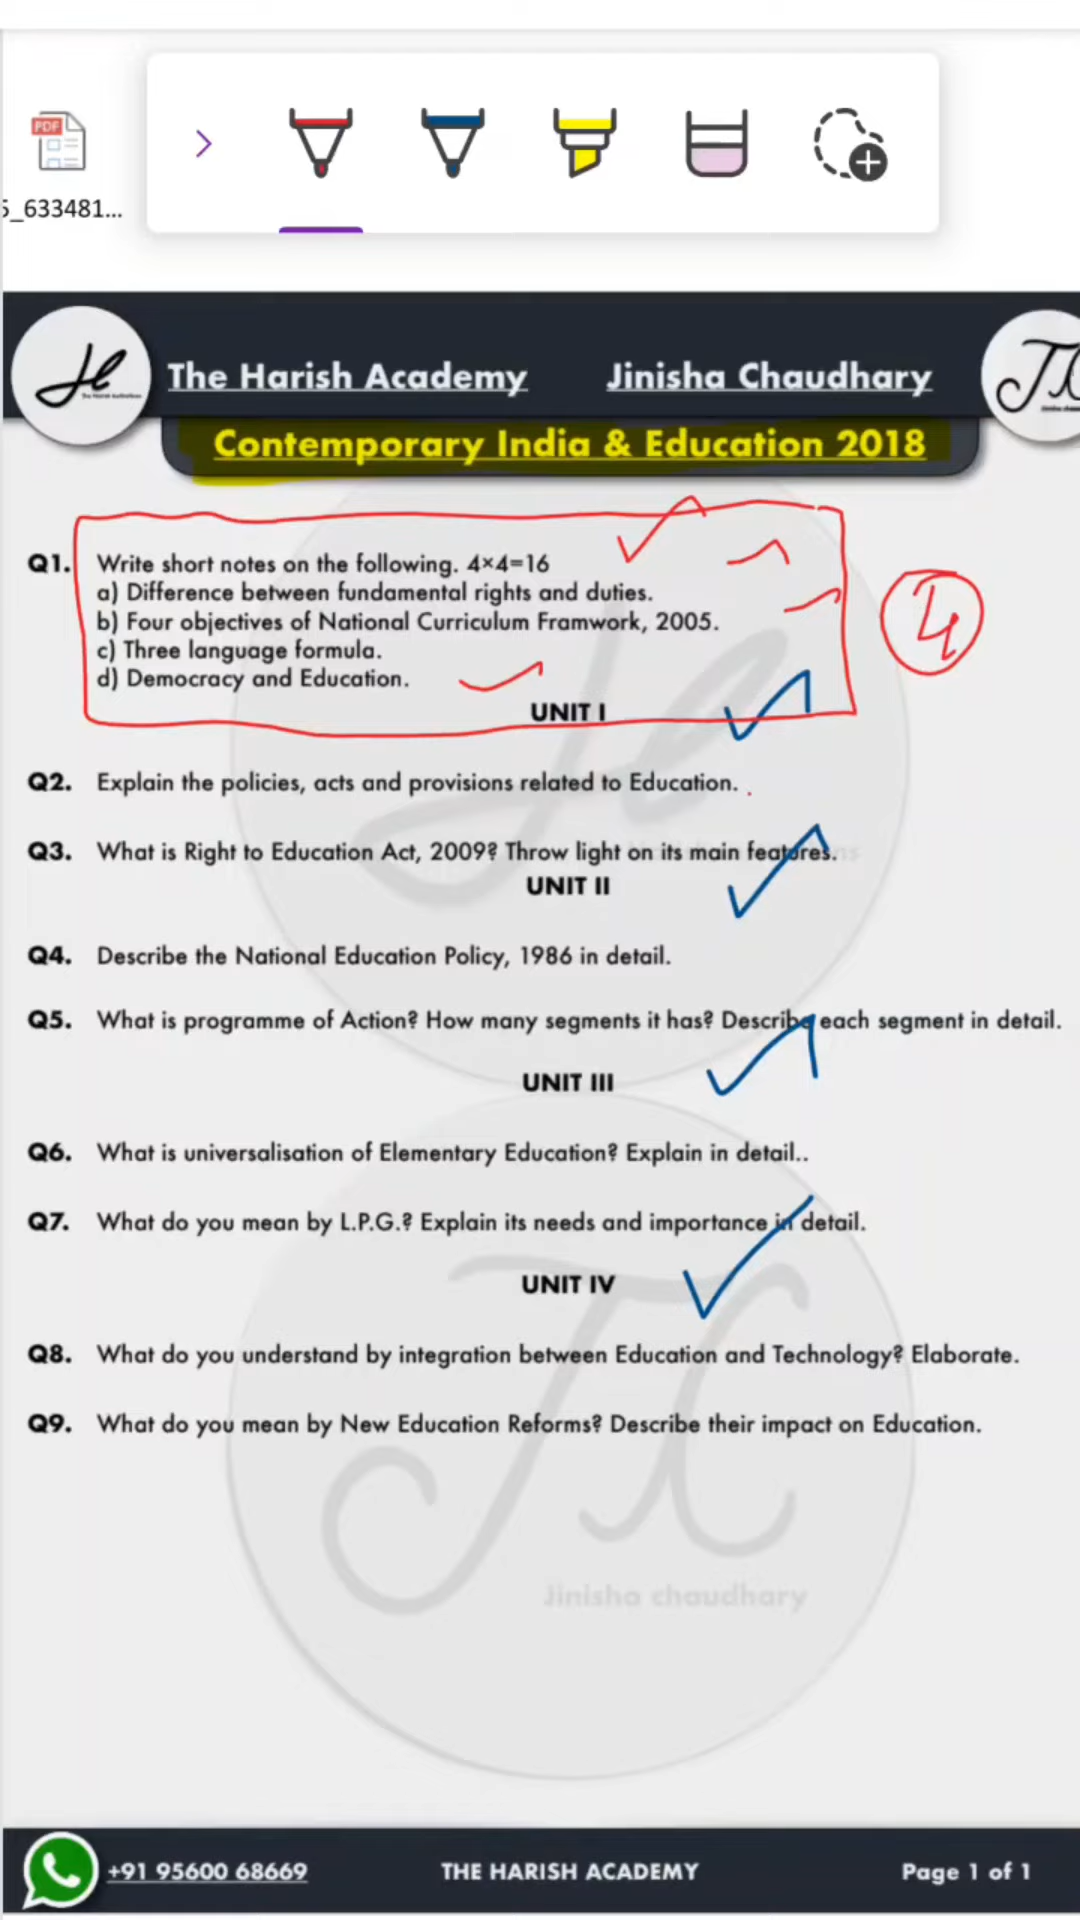 PDF
5_633481...
The Harish Academy
Jinisha Chaudhary
Contemporary India & Education 2018
Q1. Write short notes on the following. 4×4=16
a) Difference between fundamental rights and duties.
b) Four objectives of National Curriculum Framwork, 2005.
c) Three language formula.
d) Democracy and Education.
4
UNIT I
Q2. Explain the policies, acts and provisions related to Education.
Q3. What is Right to Education Act, 2009? Throw light on its main features.
UNIT II
Q4. Describe the National Education Policy, 1986 in detail.
Q5. What is programme of Action? How many segments it has? Describe each segment in detail.
UNIT III
Q6. What is universalisation of Elementary Education? Explain in detail..
Q7. What do you mean by L.P.G.? Explain its needs and importance in detail.
UNIT IV
Q8. What do you understand by integration between Education and Technology? Elaborate.
Q9. What do you mean by New Education Reforms? Describe their impact on Education.
Jinisha chaudhary
+91 95600 68669
THE HARISH ACADEMY
Page 1 of 1